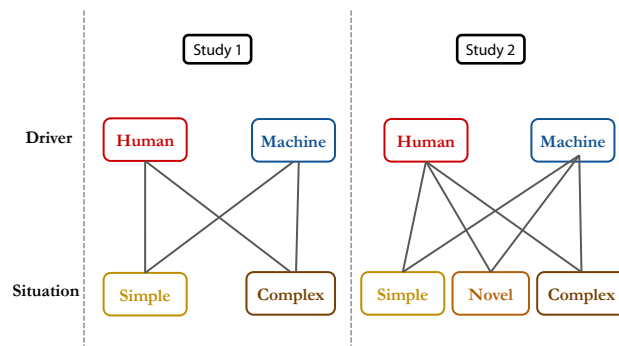 Study 1
Study 2
Driver
Human
Machine
Human
Machine
Situation
Simple
Complex
Simple
Novel
Complex